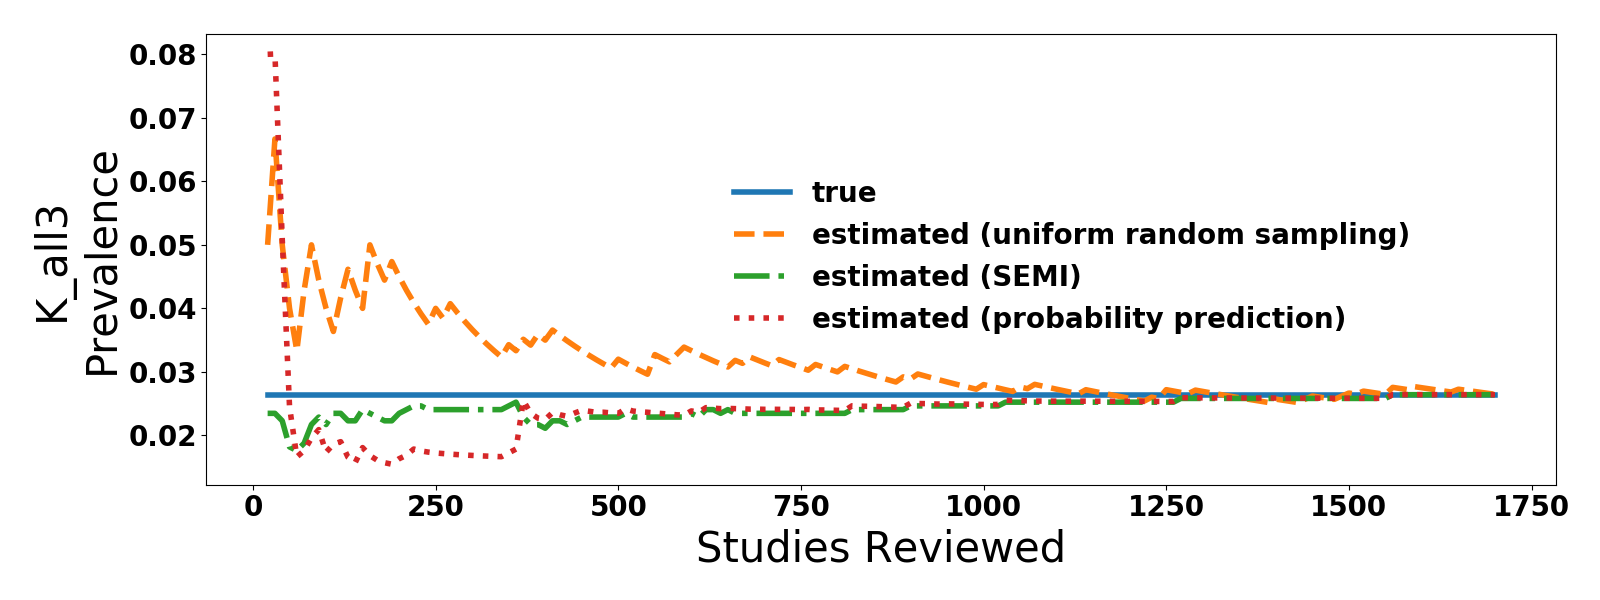 K_all3
Prevalence
0.08
0.07
0.06
0.05
0.04
0.03
0.02
true
estimated (uniform random sampling)
estimated (SEMI)
estimated (probability prediction)
0 250 500 750 1000 1250 1500 1750
Studies Reviewed